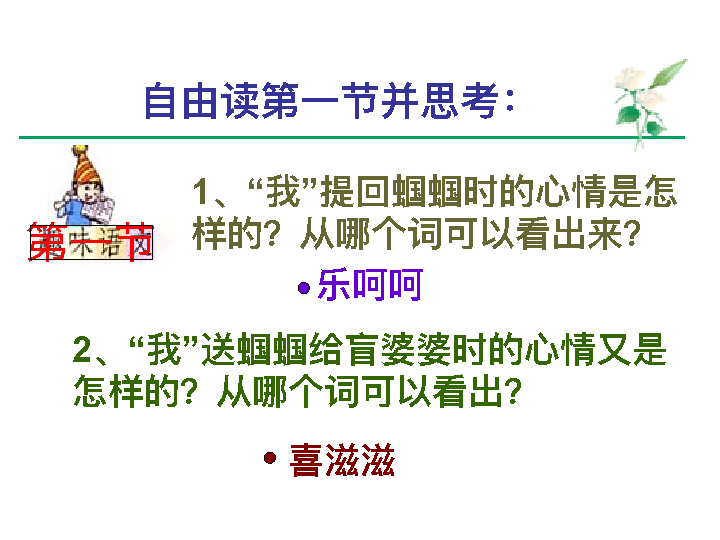 自由读第一节并思考：
1、“我”提回蝈蝈时的心情是怎
样的？从哪个词可以看出来？
第一节
味语
乐呵呵
2、“我”送蝈蝈给盲婆婆时的心情又是
怎样的？从哪个词可以看出？
喜滋滋